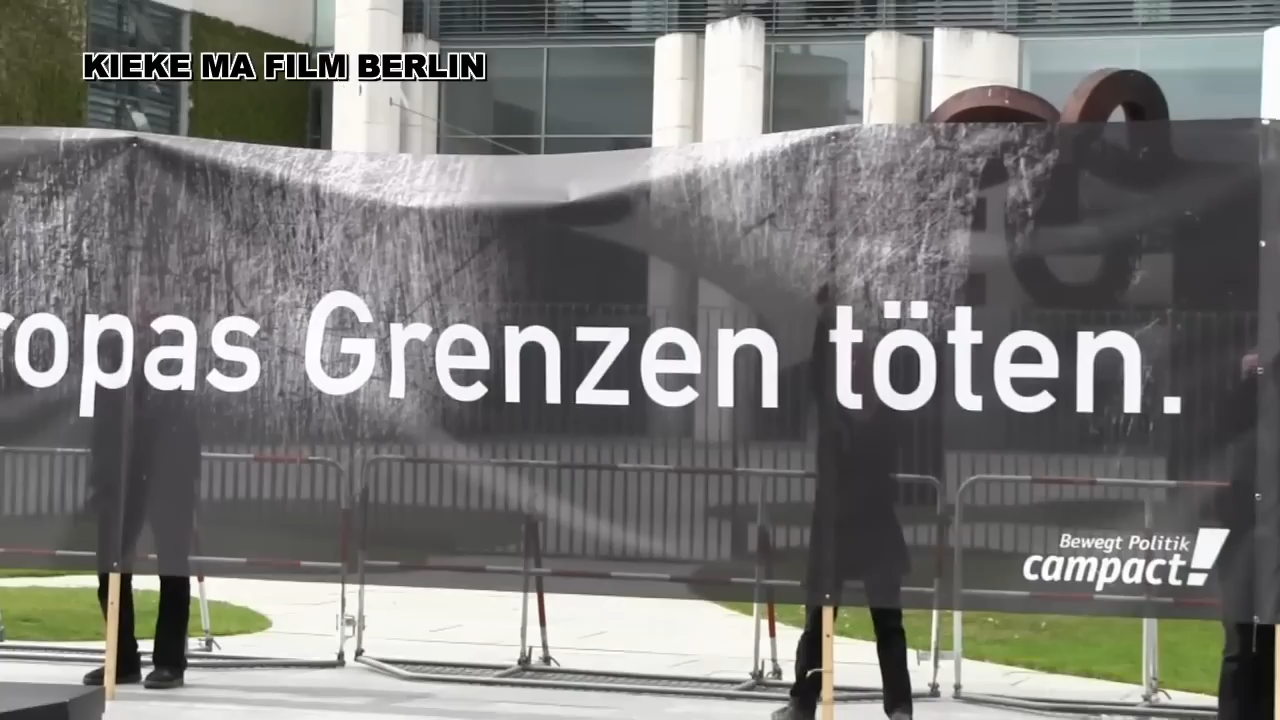 KIEKE MA FILM BERLIN
ropas Grenzen töten.
Bewegt Politik
campact!